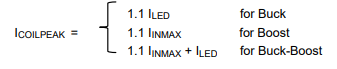 1.1 ILED for Buck
ICOILPEAK = 1.1 IINMAX for Boost
1.1 IINMAX + ILED for Buck-Boost